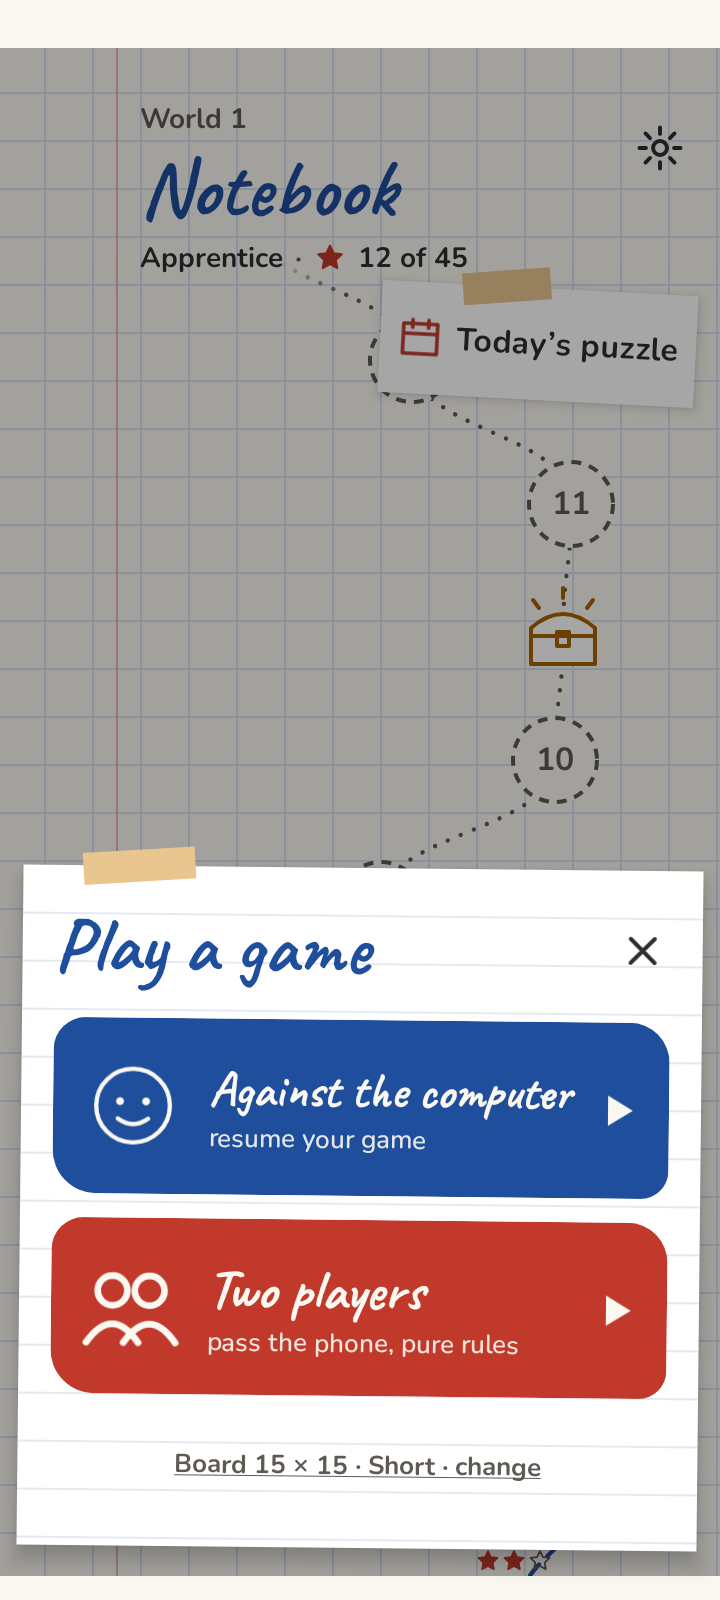 World 1
Notebook
Apprentice · 12 of 45
Today's puzzle
11
10
Play a game
Against the computer
resume your game
Two players
pass the phone, pure rules
Board 15 × 15 · Short · change